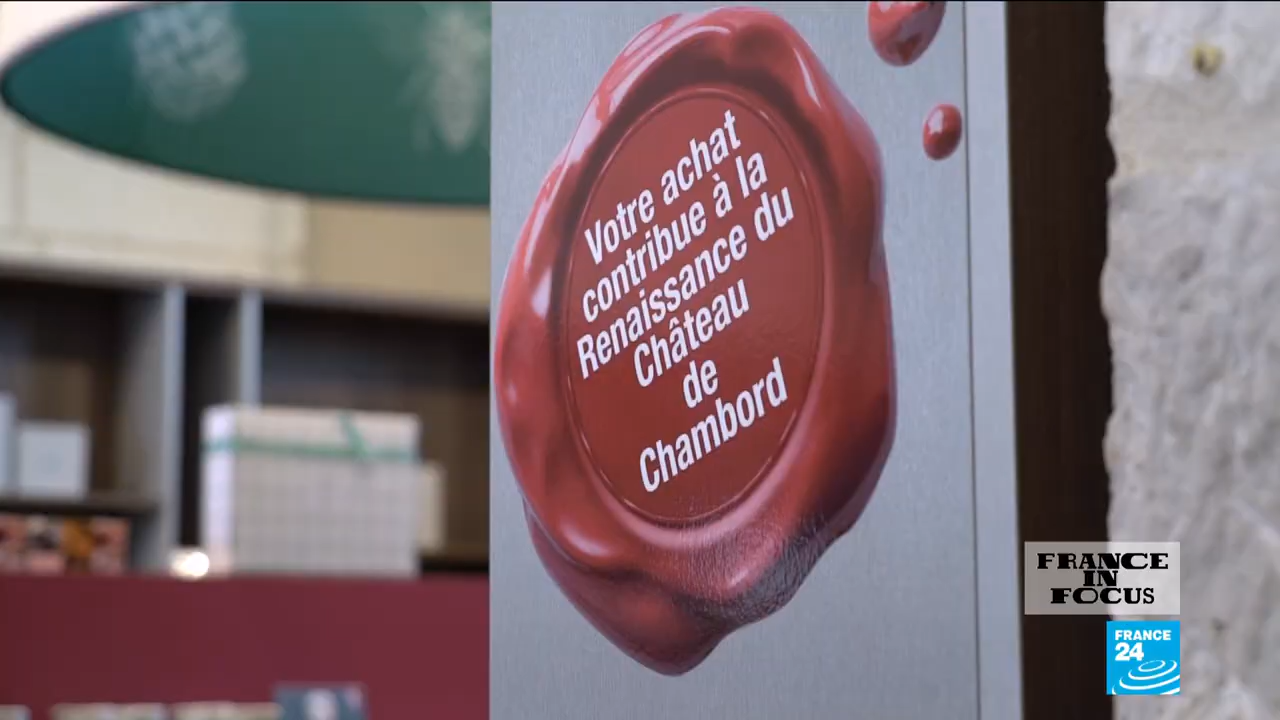 Votre achat
contribue à la
Renaissance du
Château
de
Chambord
FRANCE
IN
FOCUS
FRANCE
24